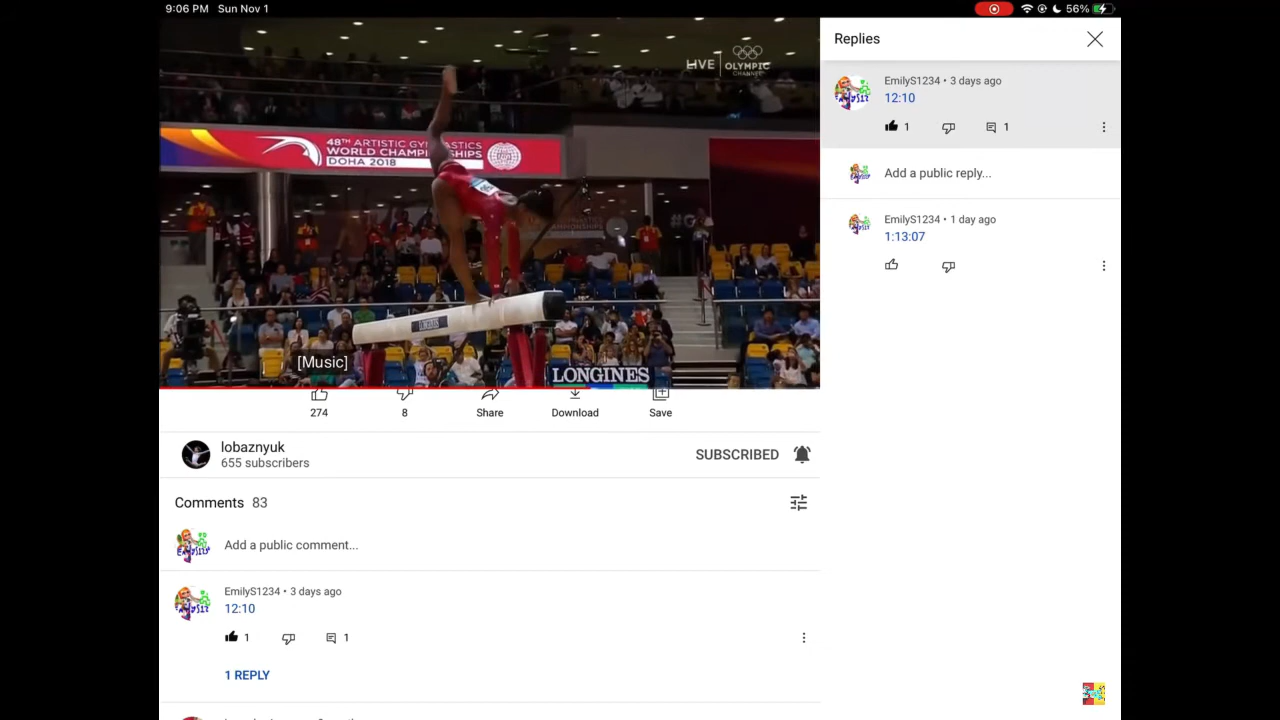 9:06 PM Sun Nov 1
56%
LIVE OLYMPIC CHANNEL
48TH ARTISTIC GYMNASTICS
WORLD CHAMPIONSHIPS
DOHA 2018
LONGINES
[Music]
LONGINES
274
8
Share
Download
Save
lobaznyuk
655 subscribers
SUBSCRIBED
Comments 83
Add a public comment...
EmilyS1234 • 3 days ago
12:10
1
1
1 REPLY
Replies
EmilyS1234 • 3 days ago
12:10
1
1
Add a public reply...
EmilyS1234 • 1 day ago
1:13:07